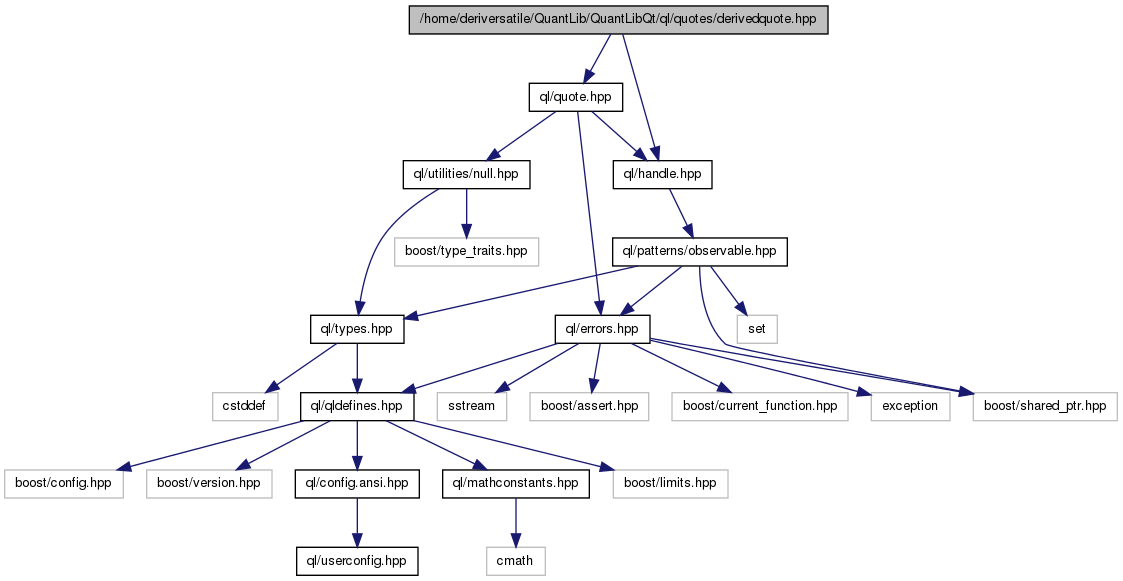 /home/deriversatile/QuantLib/QuantLibQt/ql/quotes/derivedquote.hpp
ql/quote.hpp
ql/utilities/null.hpp
ql/handle.hpp
boost/type_traits.hpp
ql/patterns/observable.hpp
ql/types.hpp
ql/errors.hpp
set
cstddef
ql/qldefines.hpp
sstream
boost/assert.hpp
boost/current_function.hpp
exception
boost/shared_ptr.hpp
boost/config.hpp
boost/version.hpp
ql/config.ansi.hpp
ql/mathconstants.hpp
boost/limits.hpp
ql/userconfig.hpp
cmath